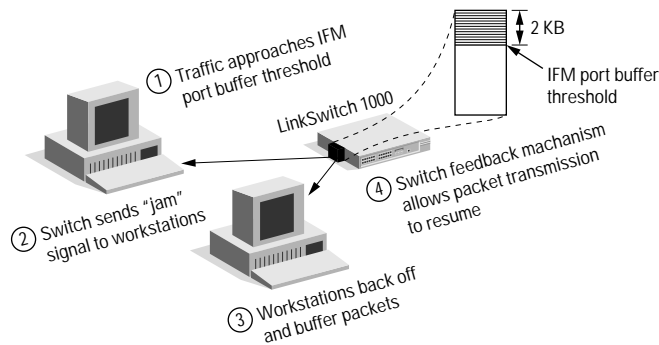 1 Traffic approaches IFM
port buffer threshold
2 KB
IFM port buffer
threshold
LinkSwitch 1000
2 Switch sends "jam"
signal to workstations
3 Workstations back off
and buffer packets
4 Switch feedback machanism
allows packet transmission
to resume